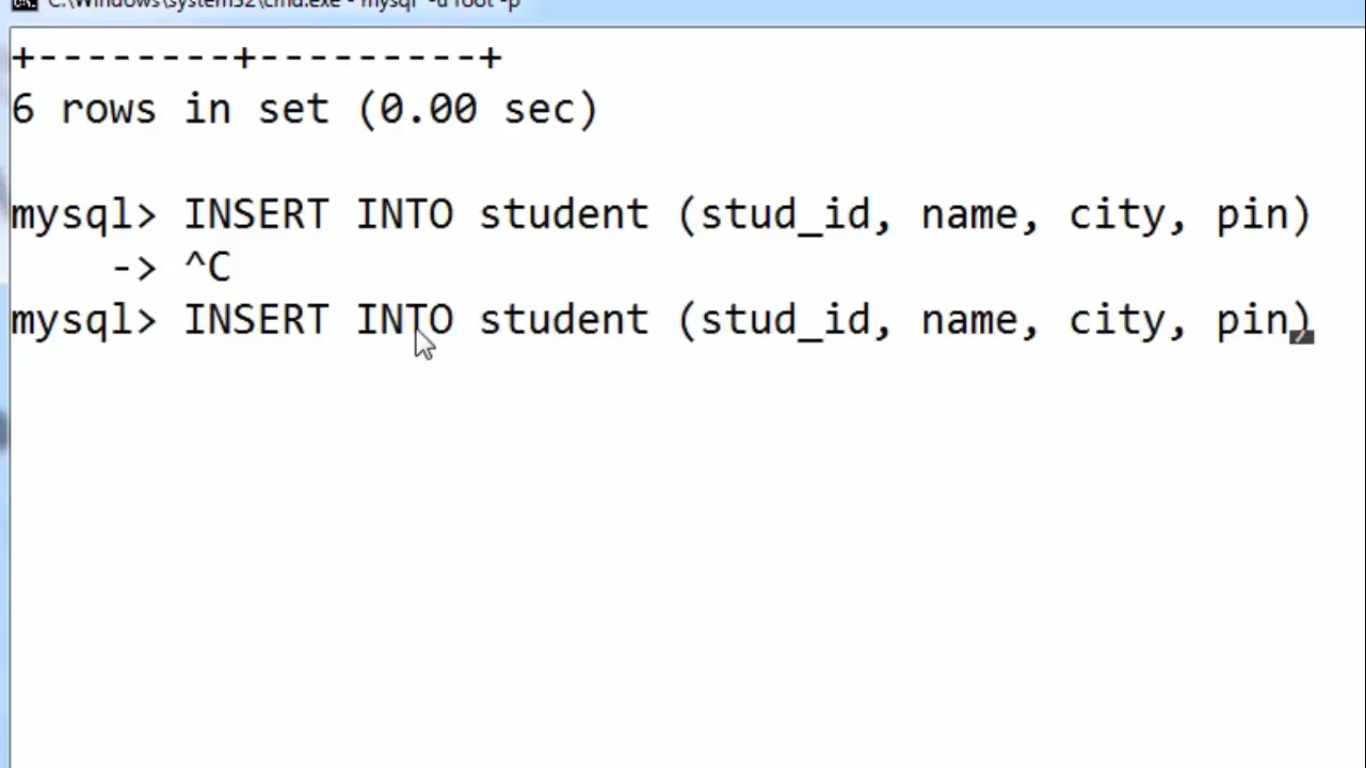 C:\Windows\system32\cmd.exe - mysql -u root -p
+--------+---------+
6 rows in set (0.00 sec)
mysql> INSERT INTO student (stud_id, name, city, pin)
    -> ^C
mysql> INSERT INTO student (stud_id, name, city, pin)